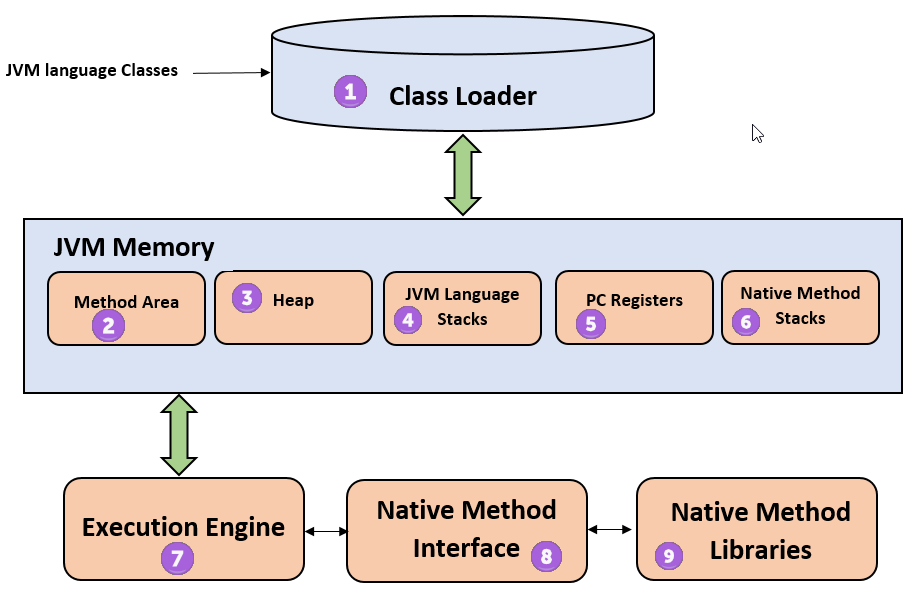 JVM language Classes
1 Class Loader
JVM Memory
Method Area
2
3 Heap
JVM Language
4 Stacks
PC Registers
5
Native Method
6 Stacks
Execution Engine
7
Native Method
Interface 8
Native Method
9 Libraries